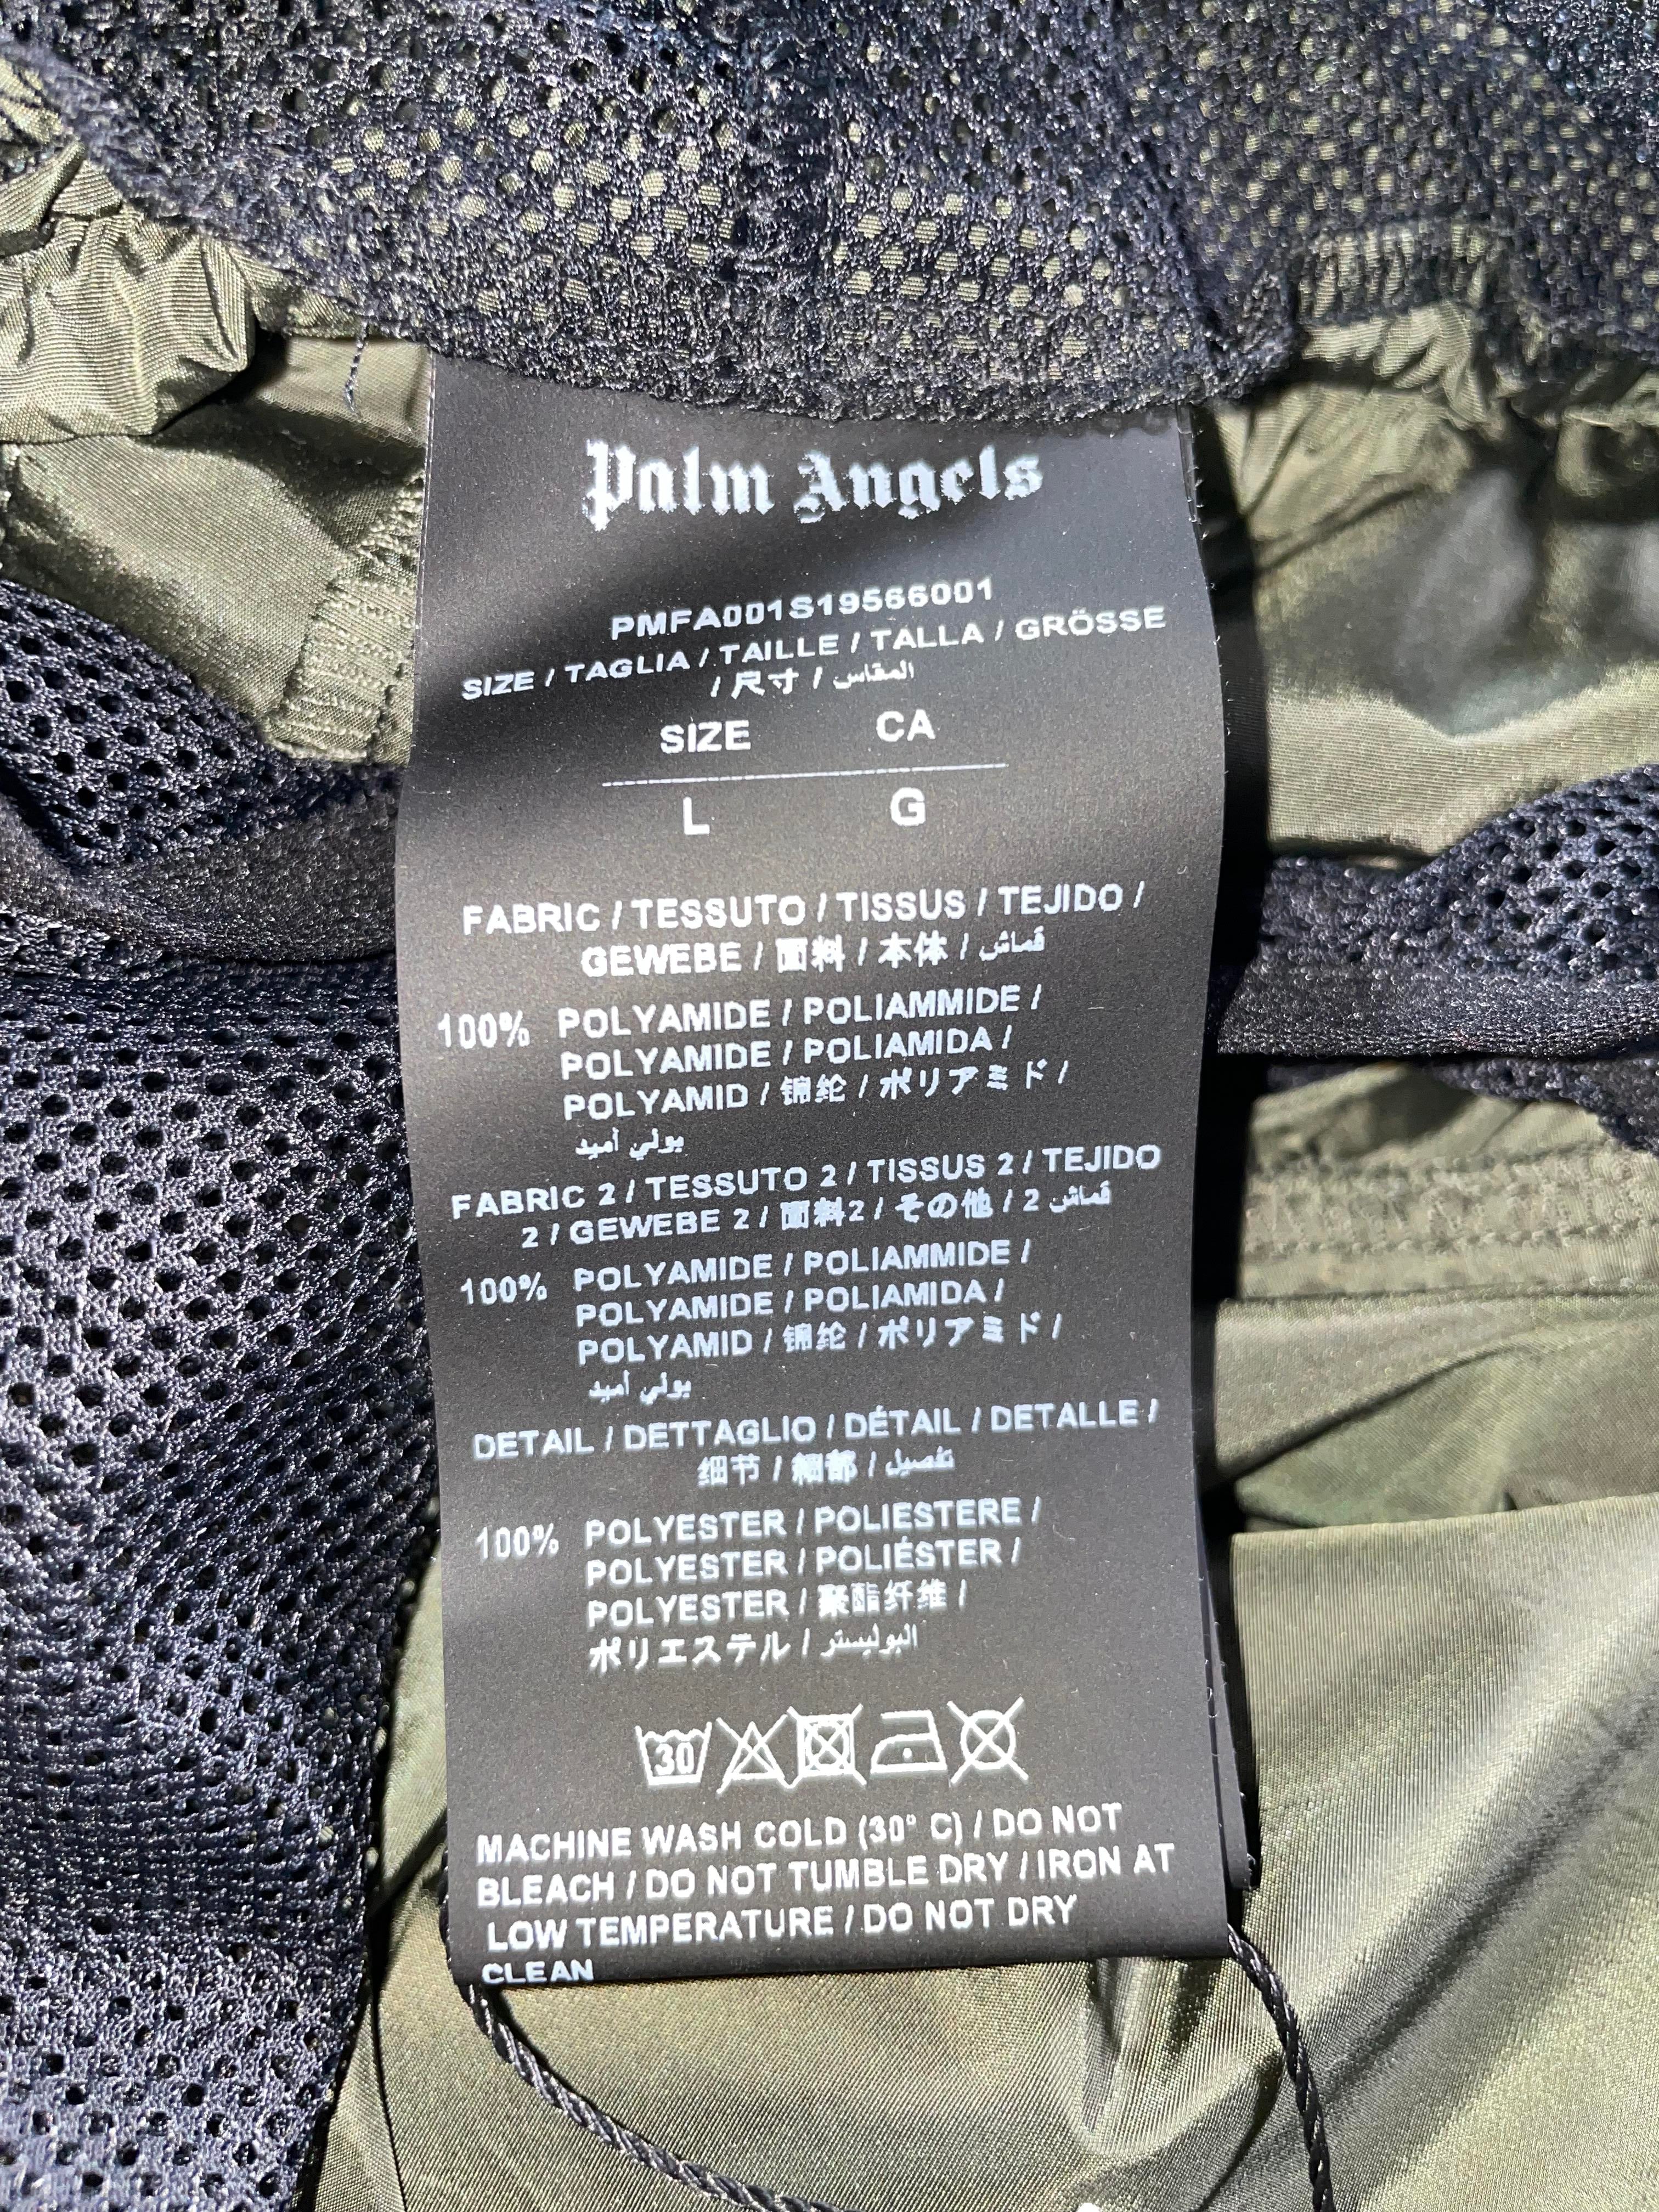 Palm Angels
PMFA001S19566001
SIZE / TAGLIA / TAILLE / TALLA / GRÖSSE
/ 尺寸 / المقاس
SIZE CA
L G
FABRIC / TESSUTO / TISSUS / TEJIDO /
GEWEBE / 面料 / 本体 / قماش
100% POLYAMIDE / POLIAMMIDE /
POLYAMIDE / POLIAMIDA /
POLYAMID / 锦纶 / ポリアミド /
بولي أميد
FABRIC 2 / TESSUTO 2 / TISSUS 2 / TEJIDO
2 / GEWEBE 2 / 面料2 / その他 / 2 قماش
100% POLYAMIDE / POLIAMMIDE /
POLYAMIDE / POLIAMIDA /
POLYAMID / 锦纶 / ポリアミド /
بولي أميد
DETAIL / DETTAGLIO / DÉTAIL / DETALLE /
细节 / 細部 / تفصيل
100% POLYESTER / POLIESTERE /
POLYESTER / POLIÉSTER /
POLYESTER / 聚酯纤维 /
ポリエステル / البوليستر
30
MACHINE WASH COLD (30° C) / DO NOT
BLEACH / DO NOT TUMBLE DRY / IRON AT
LOW TEMPERATURE / DO NOT DRY
CLEAN